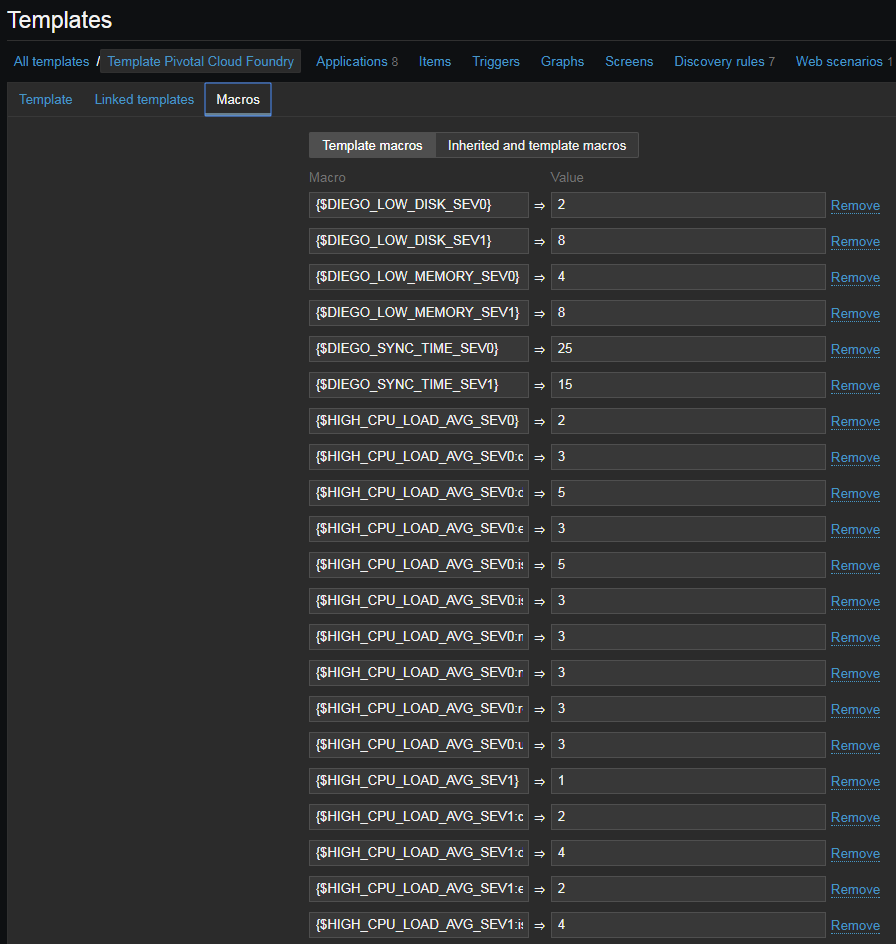 Templates
All templates / Template Pivotal Cloud Foundry Applications 8 Items Triggers Graphs Screens Discovery rules 7 Web scenarios 1
Template Linked templates Macros
Template macros Inherited and template macros
Macro Value
{$DIEGO_LOW_DISK_SEV0} ⇒ 2 Remove
{$DIEGO_LOW_DISK_SEV1} ⇒ 8 Remove
{$DIEGO_LOW_MEMORY_SEV0} ⇒ 4 Remove
{$DIEGO_LOW_MEMORY_SEV1} ⇒ 8 Remove
{$DIEGO_SYNC_TIME_SEV0} ⇒ 25 Remove
{$DIEGO_SYNC_TIME_SEV1} ⇒ 15 Remove
{$HIGH_CPU_LOAD_AVG_SEV0} ⇒ 2 Remove
{$HIGH_CPU_LOAD_AVG_SEV0: ⇒ 3 Remove
{$HIGH_CPU_LOAD_AVG_SEV0: ⇒ 5 Remove
{$HIGH_CPU_LOAD_AVG_SEV0:e ⇒ 3 Remove
{$HIGH_CPU_LOAD_AVG_SEV0:is ⇒ 5 Remove
{$HIGH_CPU_LOAD_AVG_SEV0:is ⇒ 3 Remove
{$HIGH_CPU_LOAD_AVG_SEV0: ⇒ 3 Remove
{$HIGH_CPU_LOAD_AVG_SEV0: ⇒ 3 Remove
{$HIGH_CPU_LOAD_AVG_SEV0:r ⇒ 3 Remove
{$HIGH_CPU_LOAD_AVG_SEV0:u ⇒ 3 Remove
{$HIGH_CPU_LOAD_AVG_SEV1} ⇒ 1 Remove
{$HIGH_CPU_LOAD_AVG_SEV1: ⇒ 2 Remove
{$HIGH_CPU_LOAD_AVG_SEV1: ⇒ 4 Remove
{$HIGH_CPU_LOAD_AVG_SEV1:e ⇒ 2 Remove
{$HIGH_CPU_LOAD_AVG_SEV1:is ⇒ 4 Remove